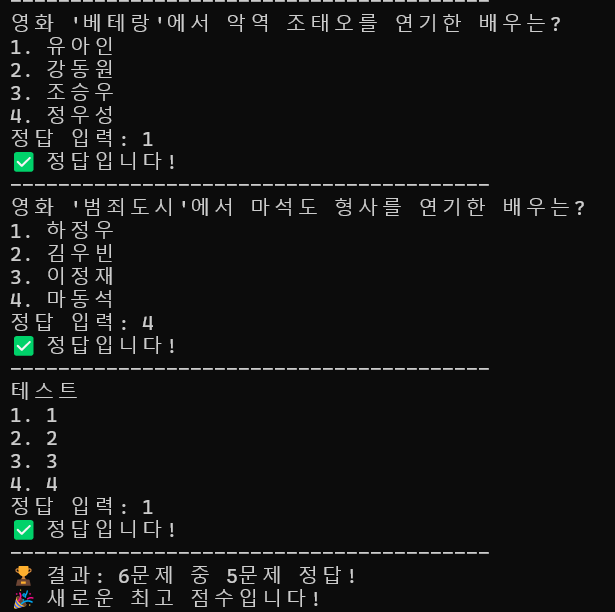 ----------------------------------------
영화 '베테랑'에서 악역 조태오를 연기한 배우는?
1. 유아인
2. 강동원
3. 조승우
4. 정우성
정답 입력: 1
✅ 정답입니다!
----------------------------------------
영화 '범죄도시'에서 마석도 형사를 연기한 배우는?
1. 하정우
2. 김우빈
3. 이정재
4. 마동석
정답 입력: 4
✅ 정답입니다!
----------------------------------------
테스트
1. 1
2. 2
3. 3
4. 4
정답 입력: 1
✅ 정답입니다!
----------------------------------------
🏆 결과: 6문제 중 5문제 정답!
🎉 새로운 최고 점수입니다!